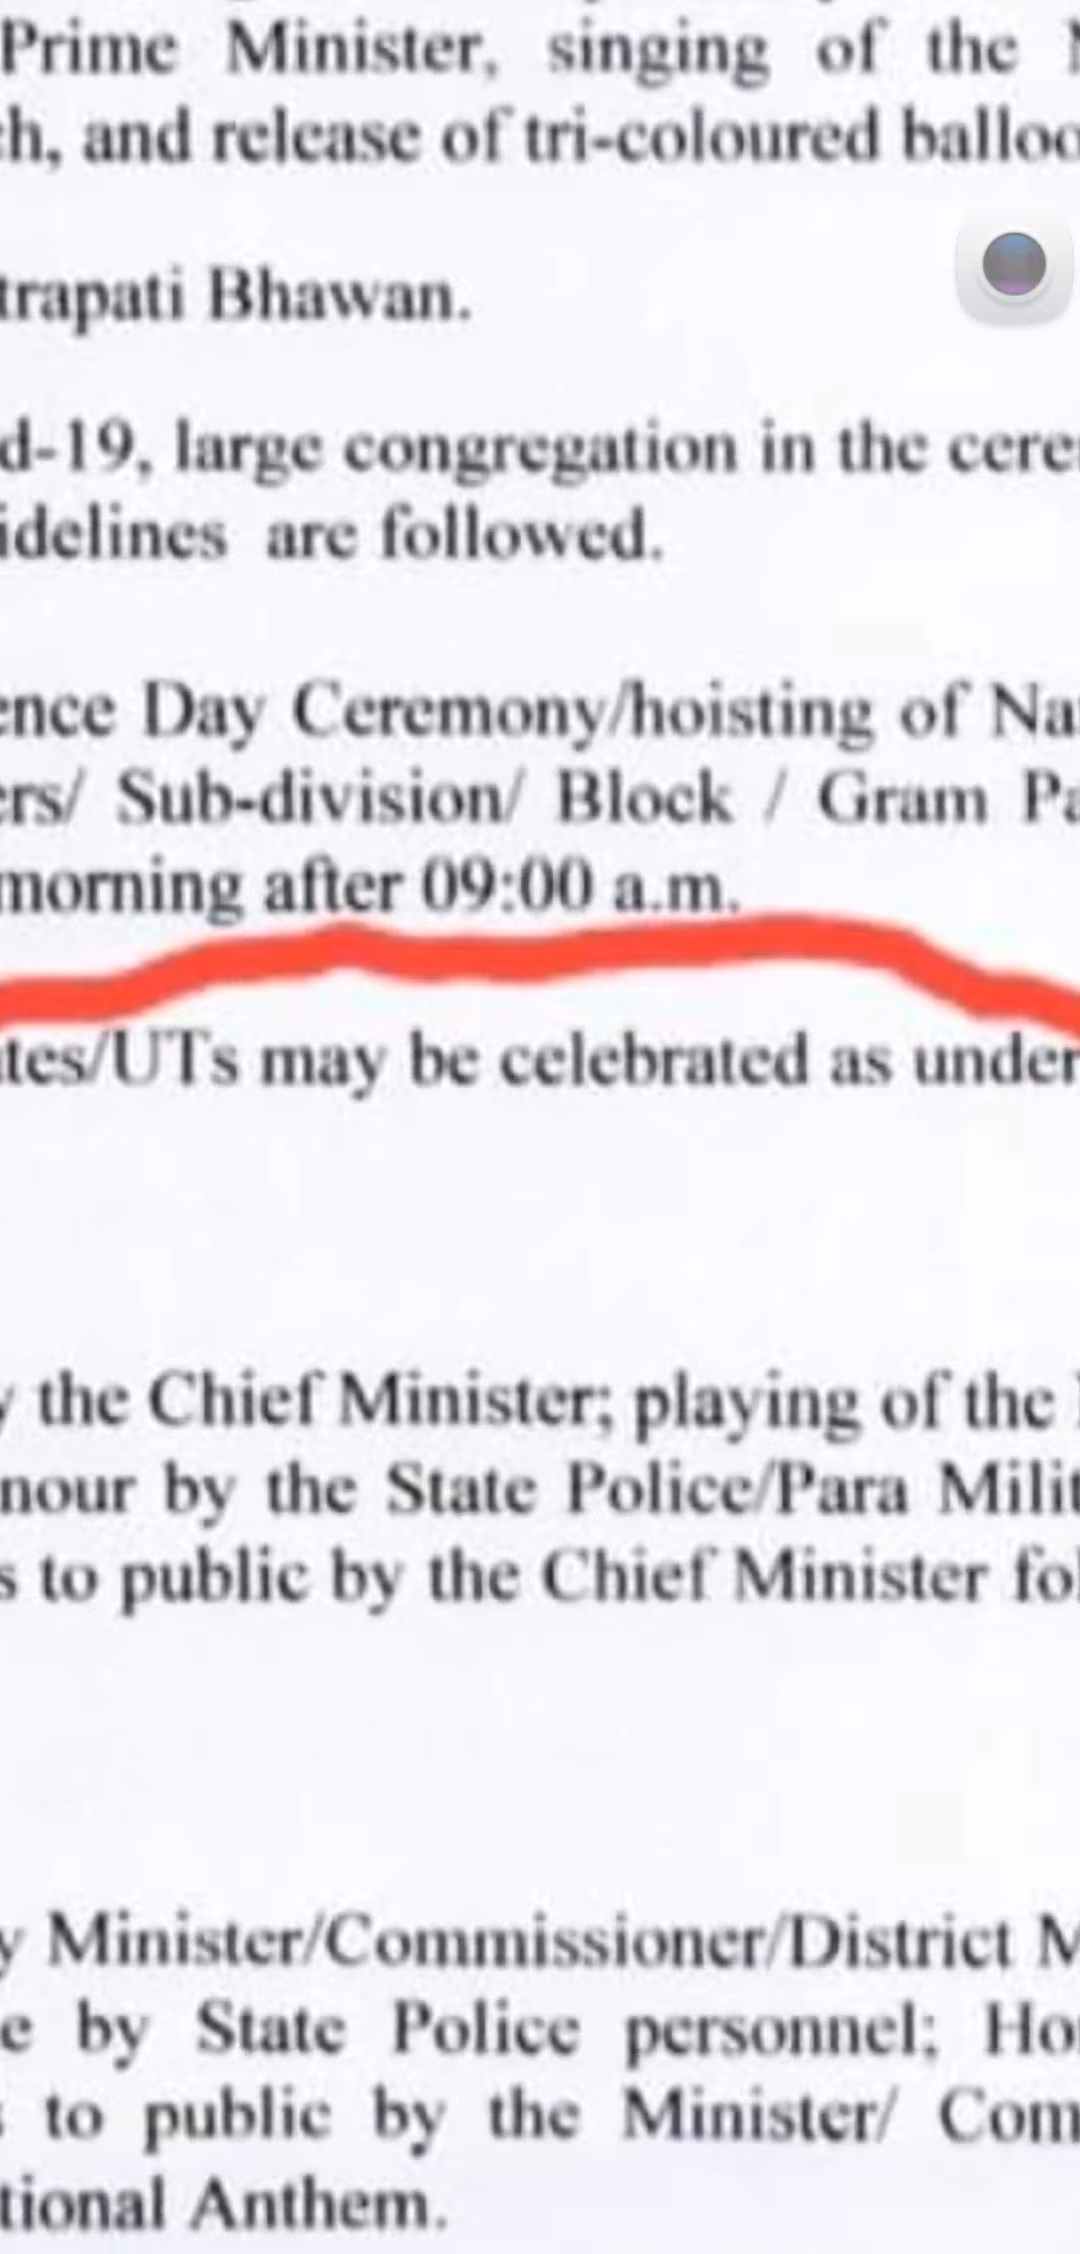 Prime Minister, singing of the
h, and release of tri-coloured balloo
trapati Bhawan.
d-19, large congregation in the cere
idelines are followed.
ence Day Ceremony/hoisting of Na
ers/ Sub-division/ Block / Gram Pa
morning after 09:00 a.m.
tes/UTs may be celebrated as under
y the Chief Minister; playing of the
nour by the State Police/Para Milit
s to public by the Chief Minister fol
y Minister/Commissioner/District M
e by State Police personnel; Ho
s to public by the Minister/ Com
tional Anthem.